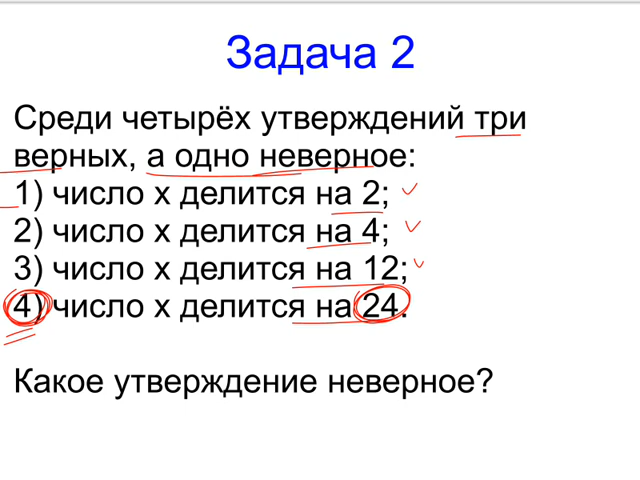 Задача 2
Среди четырёх утверждений три
верных, а одно неверное:
1) число х делится на 2;
2) число х делится на 4;
3) число х делится на 12;
4) число х делится на 24.
Какое утверждение неверное?